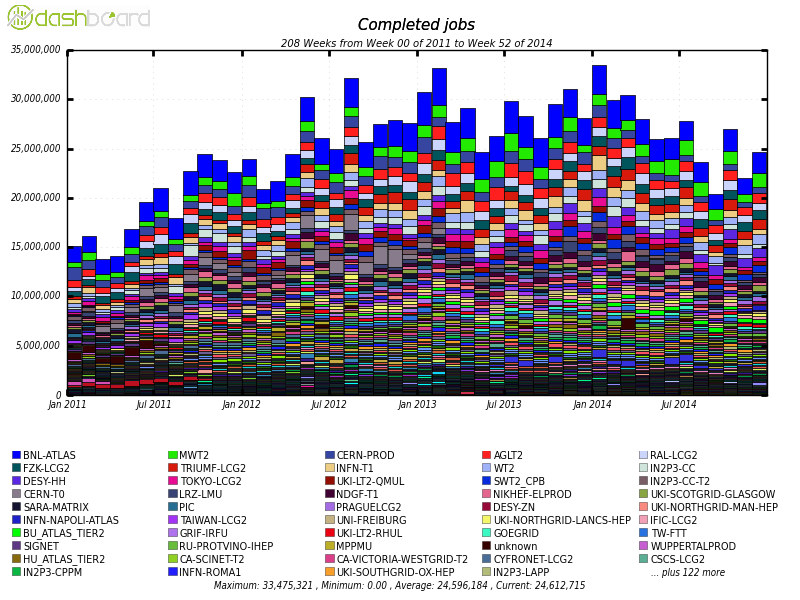 dashboard
Completed jobs
208 Weeks from Week 00 of 2011 to Week 52 of 2014
35,000,000
30,000,000
25,000,000
20,000,000
15,000,000
10,000,000
5,000,000
0
Jan 2011 Jul 2011 Jan 2012 Jul 2012 Jan 2013 Jul 2013 Jan 2014 Jul 2014
BNL-ATLAS MWT2 CERN-PROD AGLT2 RAL-LCG2
FZK-LCG2 TRIUMF-LCG2 INFN-T1 WT2 IN2P3-CC
DESY-HH TOKYO-LCG2 UKI-LT2-QMUL SWT2_CPB IN2P3-CC-T2
CERN-T0 LRZ-LMU NDGF-T1 NIKHEF-ELPROD UKI-SCOTGRID-GLASGOW
SARA-MATRIX PIC PRAGUELCG2 DESY-ZN UKI-NORTHGRID-MAN-HEP
INFN-NAPOLI-ATLAS TAIWAN-LCG2 UNI-FREIBURG UKI-NORTHGRID-LANCS-HEP IFIC-LCG2
BU_ATLAS_TIER2 GRIF-IRFU UKI-LT2-RHUL GOEGRID TW-FTT
SIGNET RU-PROTVINO-IHEP MPPMU unknown WUPPERTALPROD
UC_ATLAS_TIER2 CA-SCINET-T2 CA-VICTORIA-WESTGRID-T2 CYFRONET-LCG2 CSCS-LCG2
IN2P3-CPPM INFN-ROMA1 UKI-SOUTHGRID-OX-HEP IN2P3-LAPP ... plus 122 more
Maximum: 33,475,321 , Minimum: 0.00 , Average: 24,596,184 , Current: 24,612,715